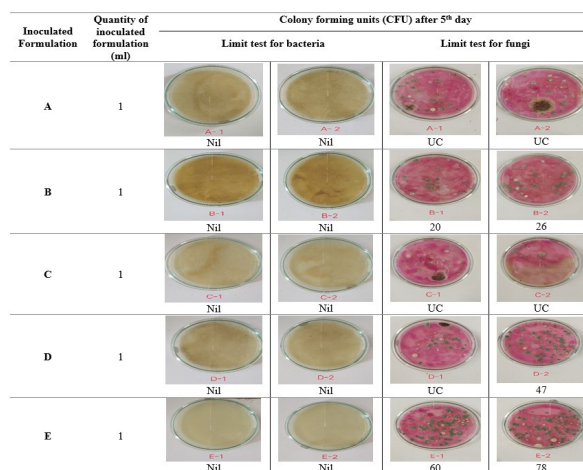 Inoculated Formulation
Quantity of inoculated formulation (ml)
Colony forming units (CFU) after 5th day
Limit test for bacteria
Limit test for fungi
A
1
A-1
A-2
A-1
A-2
Nil
Nil
UC
UC
B
1
B-1
B-2
B-1
B-2
Nil
Nil
20
26
C
1
C-1
C-2
C-1
C-2
Nil
Nil
UC
UC
D
1
D-1
D-2
D-1
D-2
Nil
Nil
UC
47
E
1
E-1
E-2
E-1
E-2
Nil
Nil
60
78